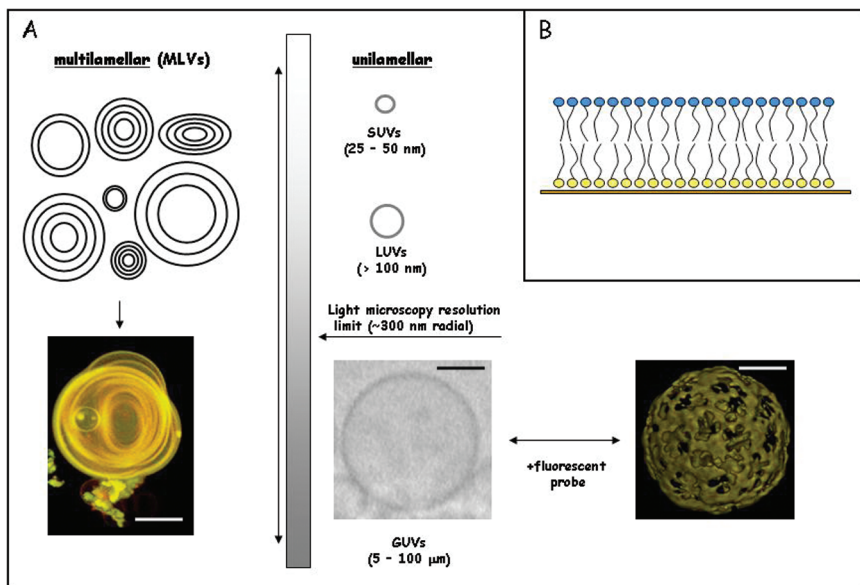 A
multilamellar (MLVs)
unilamellar
SUVs
(25 - 50 nm)
LUVs
(> 100 nm)
Light microscopy resolution
limit (~300 nm radial)
+fluorescent
probe
GUVs
(5 - 100 μm)
B